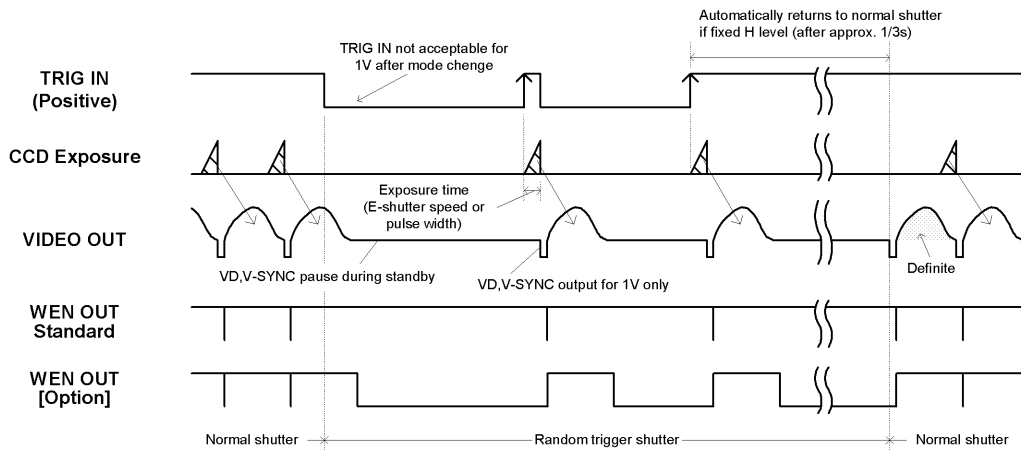 Automatically returns to normal shutter
if fixed H level (after approx. 1/3s)
TRIG IN not acceptable for
1V after mode chenge
TRIG IN
(Positive)
CCD Exposure
Exposure time
(E-shutter speed or
pulse width)
VIDEO OUT
VD,V-SYNC pause during standby
VD,V-SYNC output for 1V only
Definite
WEN OUT
Standard
WEN OUT
[Option]
Normal shutter
Random trigger shutter
Normal shutter